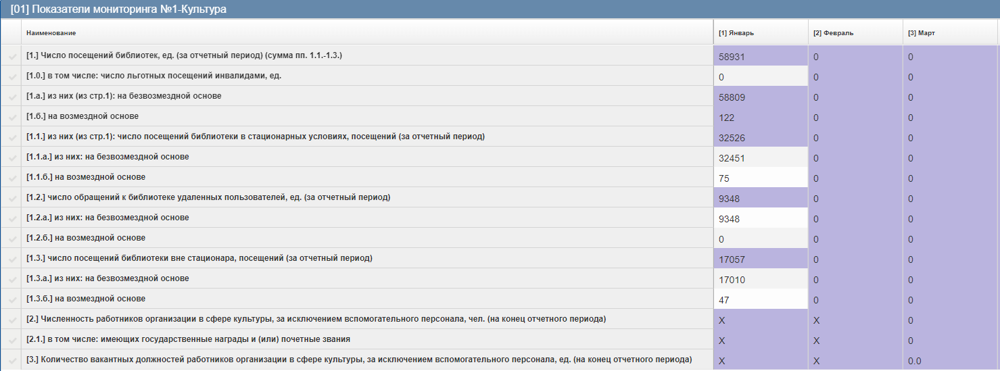 [01] Показатели мониторинга №1-Культура
Наименование [1] Январь [2] Февраль [3] Март
[1.] Число посещений библиотек, ед. (за отчетный период) (сумма пп. 1.1.-1.3.) 58931 0 0
[1.0.] в том числе: число льготных посещений инвалидами, ед. 0 0 0
[1.а.] из них (из стр.1): на безвозмездной основе 58809 0 0
[1.б.] на возмездной основе 122 0 0
[1.1.] из них (из стр.1): число посещений библиотеки в стационарных условиях, посещений (за отчетный период) 32526 0 0
[1.1.а.] из них: на безвозмездной основе 32451 0 0
[1.1.б.] на возмездной основе 75 0 0
[1.2.] число обращений к библиотеке удаленных пользователей, ед. (за отчетный период) 9348 0 0
[1.2.а.] из них: на безвозмездной основе 9348 0 0
[1.2.б.] на возмездной основе 0 0 0
[1.3.] число посещений библиотеки вне стационара, посещений (за отчетный период) 17057 0 0
[1.3.а.] из них: на безвозмездной основе 17010 0 0
[1.3.б.] на возмездной основе 47 0 0
[2.] Численность работников организации в сфере культуры, за исключением вспомогательного персонала, чел. (на конец отчетного периода) X X 0
[2.1.] в том числе: имеющих государственные награды и (или) почетные звания X X 0
[3.] Количество вакантных должностей работников организации в сфере культуры, за исключением вспомогательного персонала, ед. (на конец отчетного периода) X X 0.0